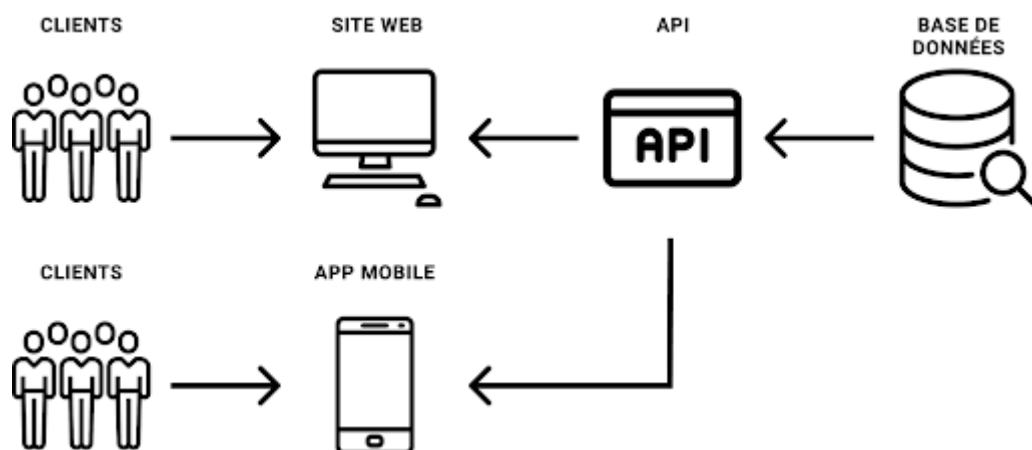 CLIENTS
SITE WEB
API
BASE DE
DONNÉES
API
CLIENTS
APP MOBILE